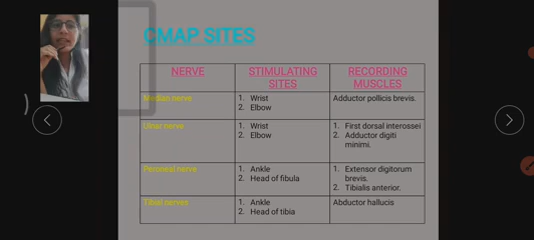 CMAP SITES
NERVE
STIMULATING SITES
RECORDING MUSCLES
Median nerve
1. Wrist
2. Elbow
Adductor pollicis brevis.
Ulnar nerve
1. Wrist
2. Elbow
1. First dorsal interossei
2. Adductor digiti
minimi.
Peroneal nerve
1. Ankle
2. Head of fibula
1. Extensor digitorum
brevis.
2. Tibialis anterior.
Tibial nerves
1. Ankle
2. Head of tibia
Abductor hallucis